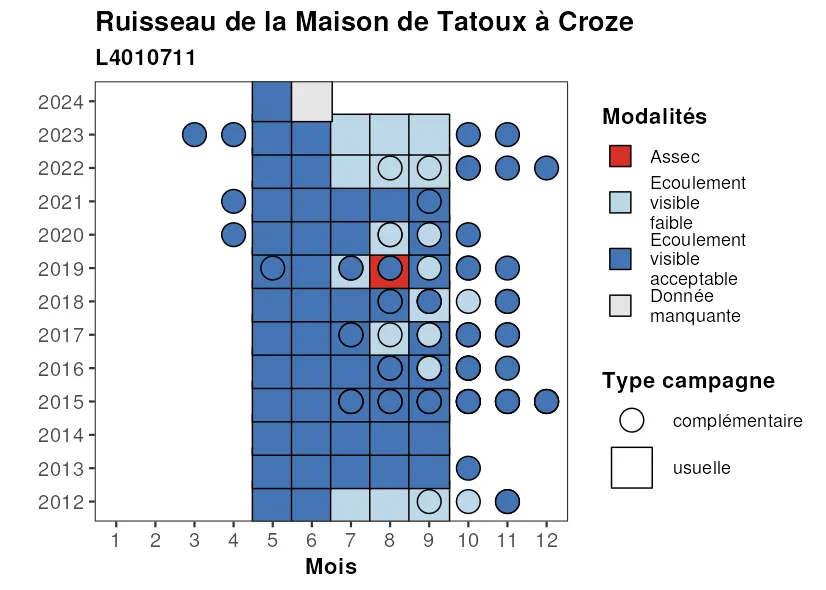 Ruisseau de la Maison de Tatoux à Croze
L4010711
2024
2023
2022
2021
2020
2019
2018
2017
2016
2015
2014
2013
2012
1 2 3 4 5 6 7 8 9 10 11 12
Mois
Modalités
Assec
Ecoulement
visible
faible
Ecoulement
visible
acceptable
Donnée
manquante
Type campagne
complémentaire
usuelle